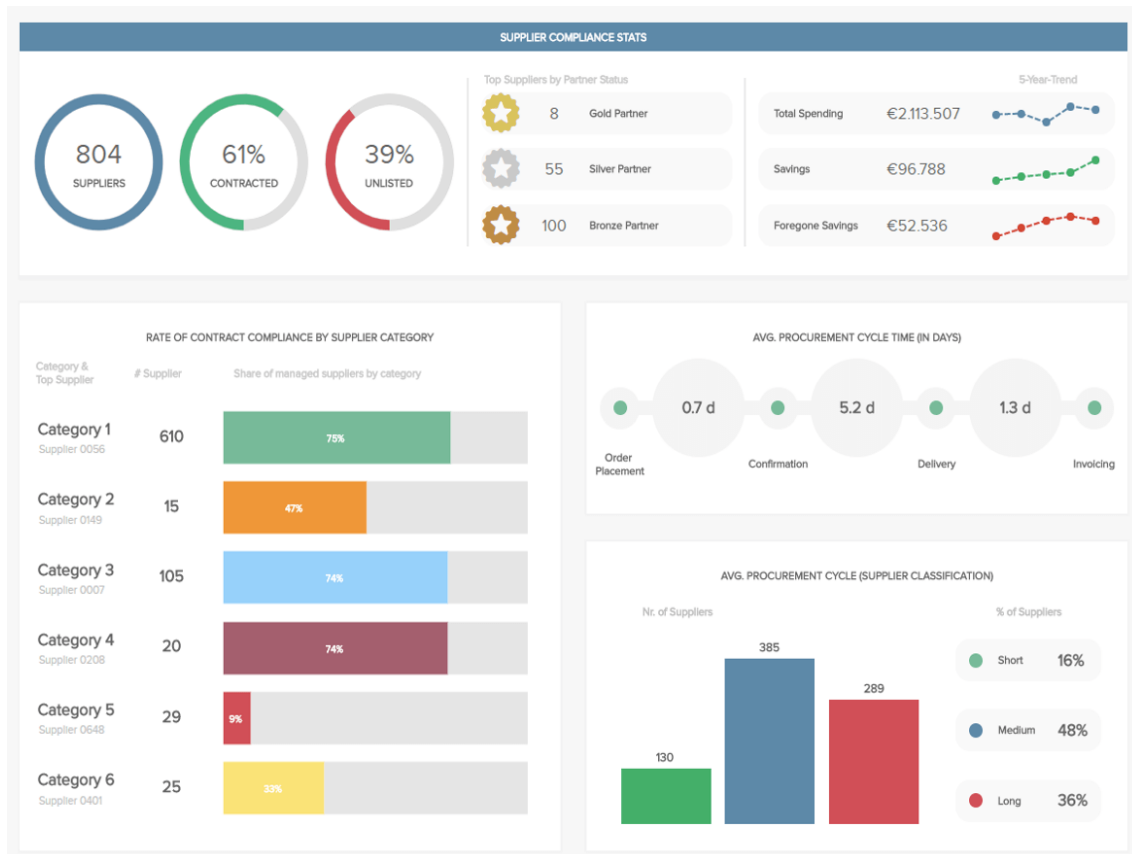 SUPPLIER COMPLIANCE STATS
804
SUPPLIERS
61%
CONTRACTED
39%
UNLISTED
Top Suppliers by Partner Status
8 Gold Partner
55 Silver Partner
100 Bronze Partner
5-Year-Trend
Total Spending €2.113.507
Savings €96.788
Foregone Savings €52.536
RATE OF CONTRACT COMPLIANCE BY SUPPLIER CATEGORY
Category &
Top Supplier
# Supplier
Share of managed suppliers by category
Category 1
Supplier 0056
610
75%
Category 2
Supplier 0149
15
47%
Category 3
Supplier 0007
105
74%
Category 4
Supplier 0208
20
74%
Category 5
Supplier 0648
29
9%
Category 6
Supplier 0401
25
33%
AVG. PROCUREMENT CYCLE TIME (IN DAYS)
0.7 d
5.2 d
1.3 d
Order
Placement
Confirmation
Delivery
Invoicing
AVG. PROCUREMENT CYCLE (SUPPLIER CLASSIFICATION)
Nr. of Suppliers
130
385
289
% of Suppliers
Short 16%
Medium 48%
Long 36%